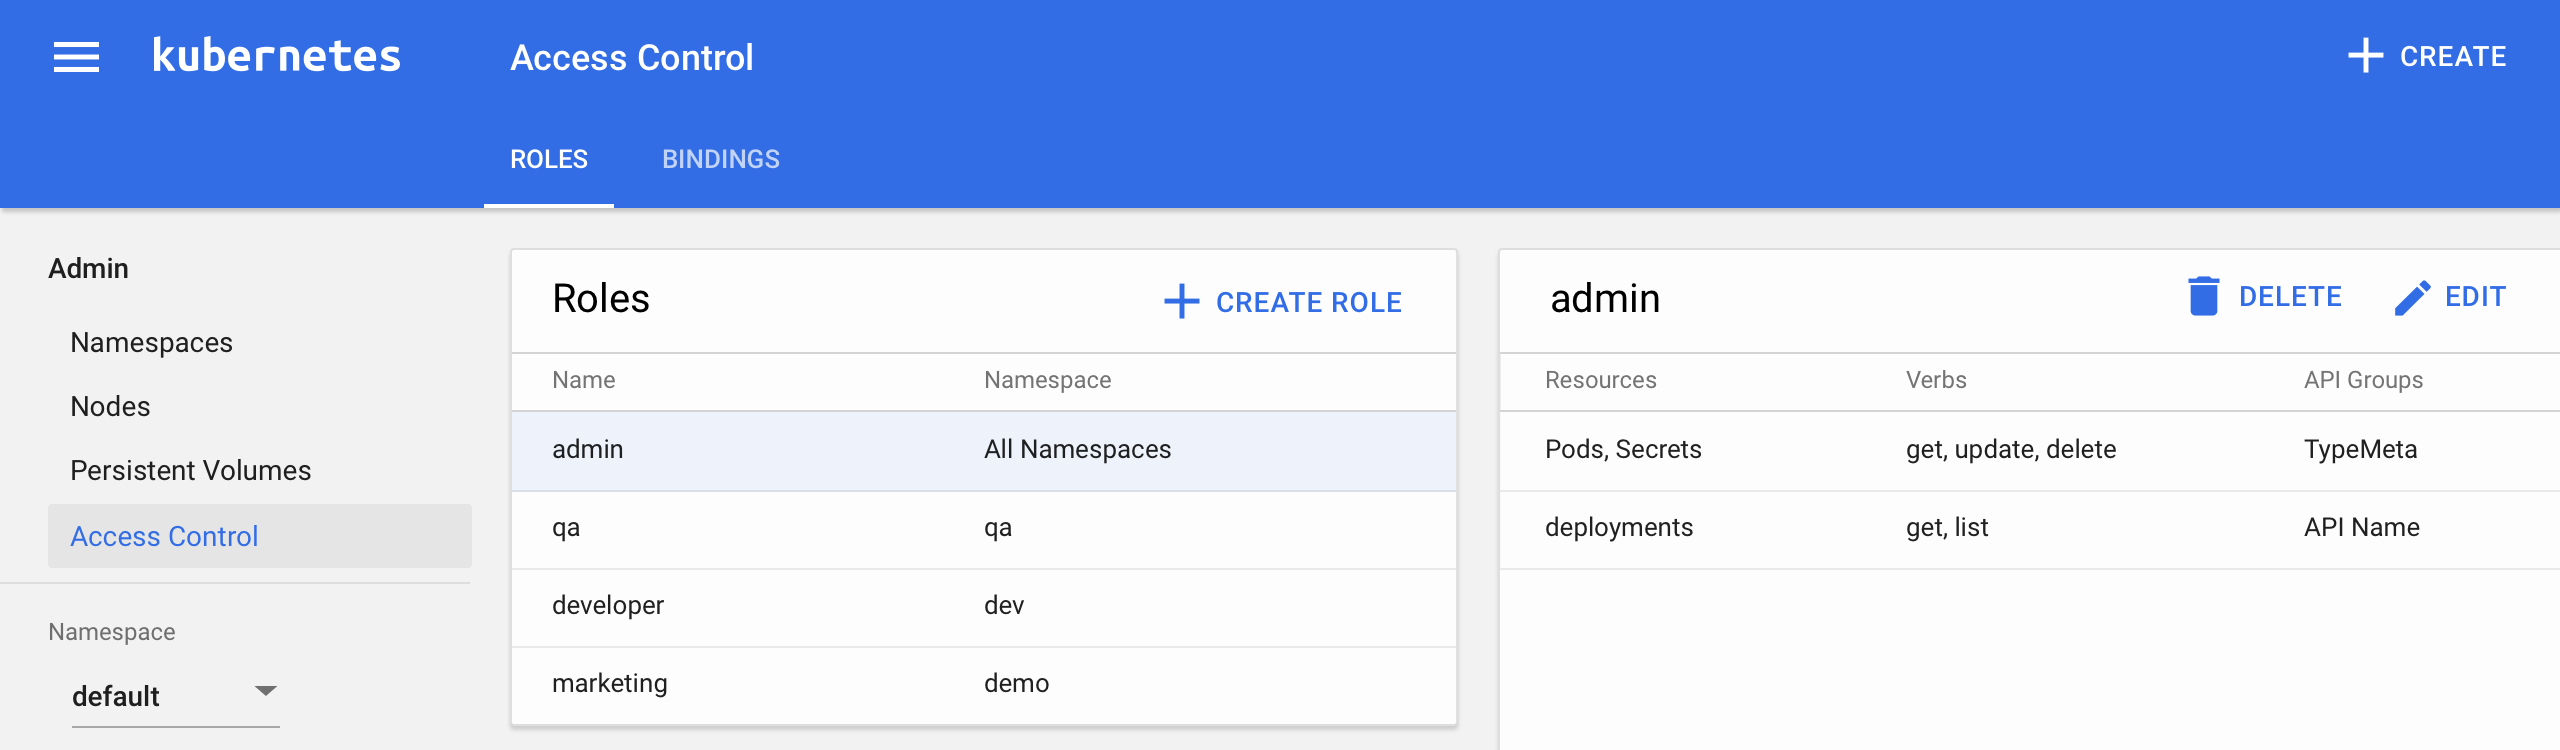 kubernetes Access Control + CREATE
ROLES BINDINGS
Admin
Namespaces
Nodes
Persistent Volumes
Access Control
Namespace
default
Roles + CREATE ROLE
Name Namespace
admin All Namespaces
qa qa
developer dev
marketing demo
admin DELETE EDIT
Resources Verbs API Groups
Pods, Secrets get, update, delete TypeMeta
deployments get, list API Name